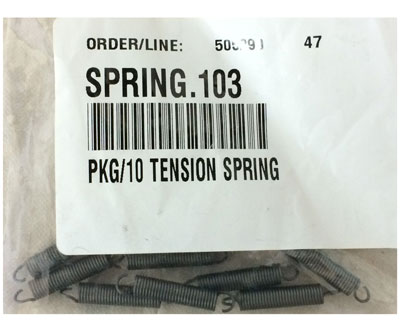 ORDER/LINE: 47
SPRING.103
PKG/10 TENSION SPRING